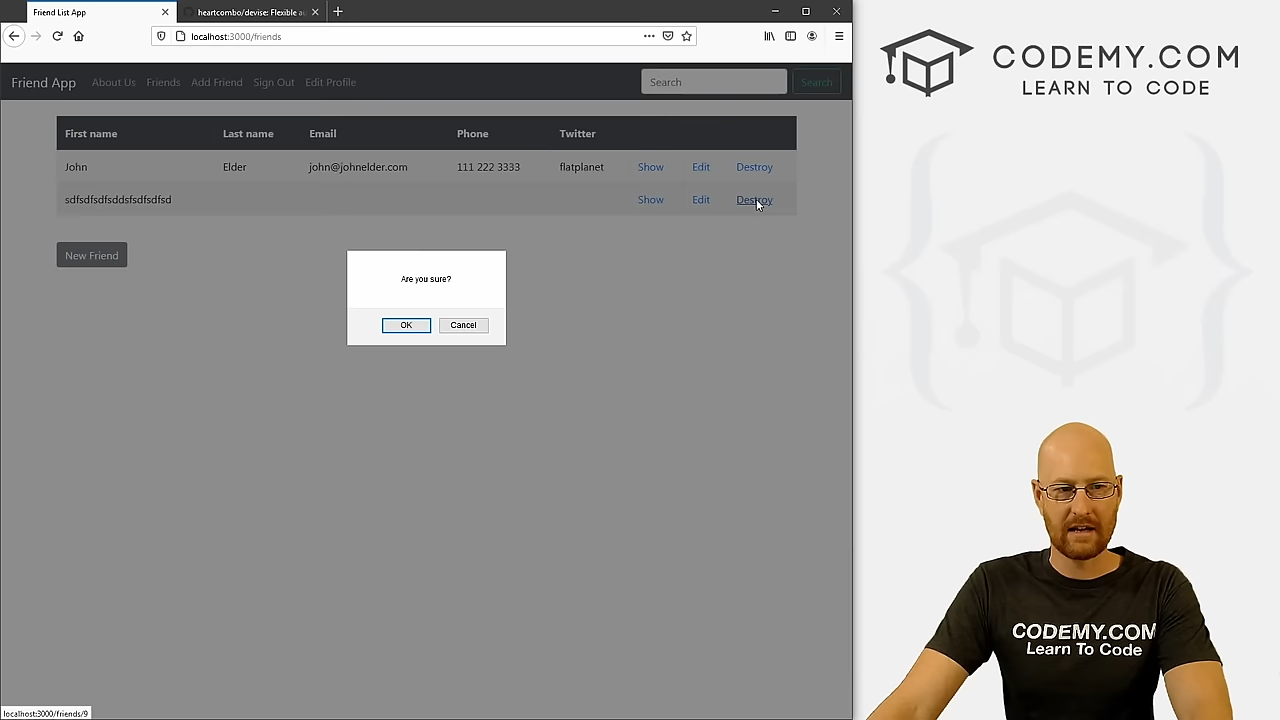 Friend List App
heartcombo/devise: Flexible au
localhost:3000/friends
Friend App About Us Friends Add Friend Sign Out Edit Profile Search Search
First name Last name Email Phone Twitter
John Elder john@johnelder.com 111 222 3333 flatplanet Show Edit Destroy
sdfsdfsdfsddsfsdfsdfsd Show Edit Destroy
New Friend
Are you sure?
OK Cancel
localhost:3000/friends/9
CODEMY.COM
LEARN TO CODE
CODEMY.COM
Learn To Code